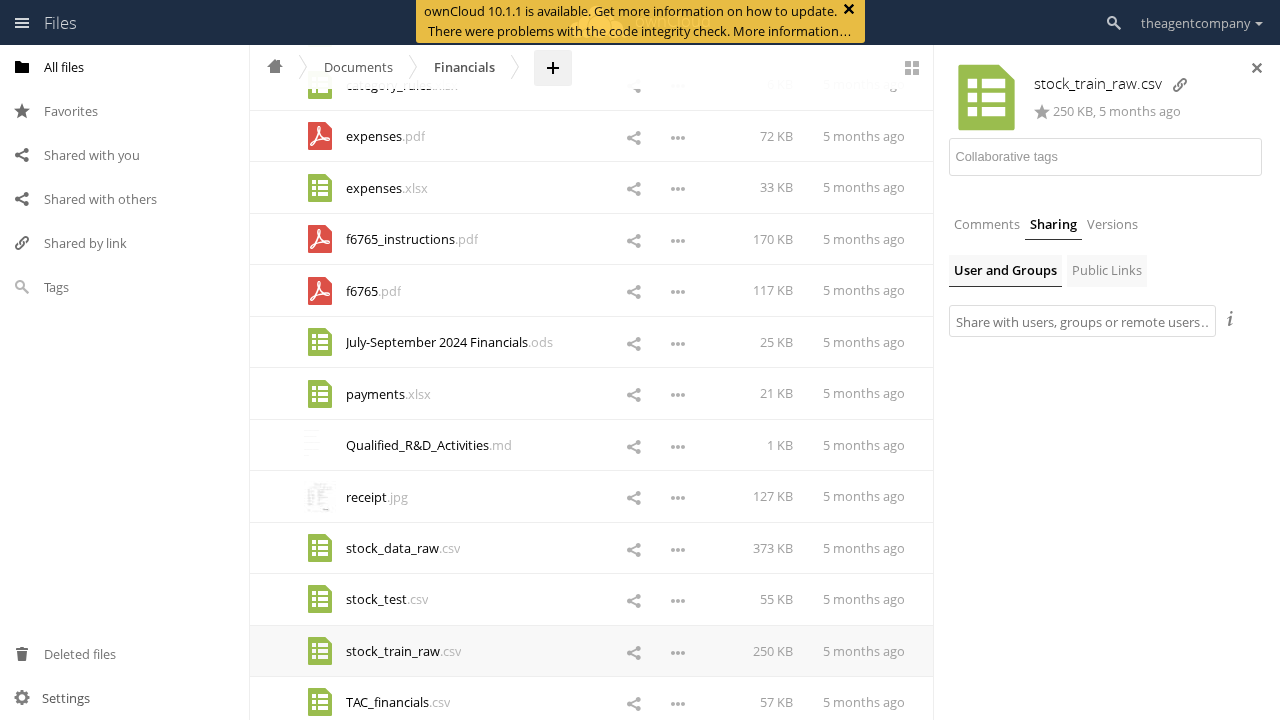 Files
ownCloud 10.1.1 is available. Get more information on how to update.
There were problems with the code integrity check. More information…
theagentcompany
All files
Favorites
Shared with you
Shared with others
Shared by link
Tags
Deleted files
Settings
Documents
Financials
expenses.pdf 72 KB 5 months ago
expenses.xlsx 33 KB 5 months ago
f6765_instructions.pdf 170 KB 5 months ago
f6765.pdf 117 KB 5 months ago
July-September 2024 Financials.ods 25 KB 5 months ago
payments.xlsx 21 KB 5 months ago
Qualified_R&D_Activities.md 1 KB 5 months ago
receipt.jpg 127 KB 5 months ago
stock_data_raw.csv 373 KB 5 months ago
stock_test.csv 55 KB 5 months ago
stock_train_raw.csv 250 KB 5 months ago
TAC_financials.csv 57 KB 5 months ago
stock_train_raw.csv
250 KB, 5 months ago
Collaborative tags
Comments Sharing Versions
User and Groups Public Links
Share with users, groups or remote users…